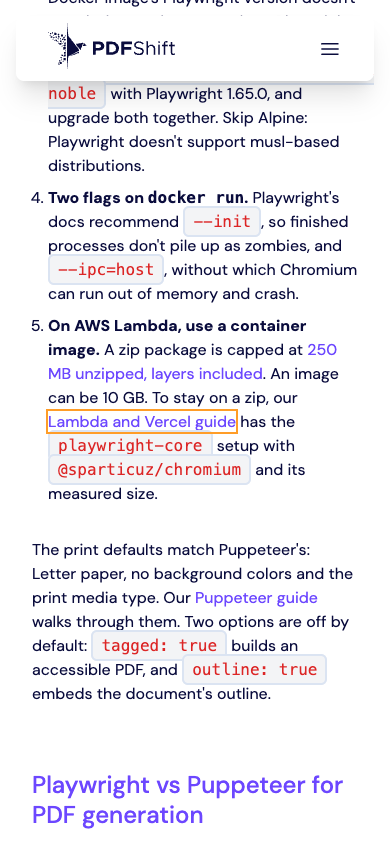 PDFShift
noble with Playwright 1.65.0, and
upgrade both together. Skip Alpine:
Playwright doesn't support musl-based
distributions.
4. Two flags on docker run. Playwright's
docs recommend --init, so finished
processes don't pile up as zombies, and
--ipc=host, without which Chromium
can run out of memory and crash.
5. On AWS Lambda, use a container
image. A zip package is capped at 250
MB unzipped, layers included. An image
can be 10 GB. To stay on a zip, our
Lambda and Vercel guide has the
playwright-core setup with
@sparticuz/chromium and its
measured size.
The print defaults match Puppeteer's:
Letter paper, no background colors and the
print media type. Our Puppeteer guide
walks through them. Two options are off by
default: tagged: true builds an
accessible PDF, and outline: true
embeds the document's outline.
Playwright vs Puppeteer for
PDF generation